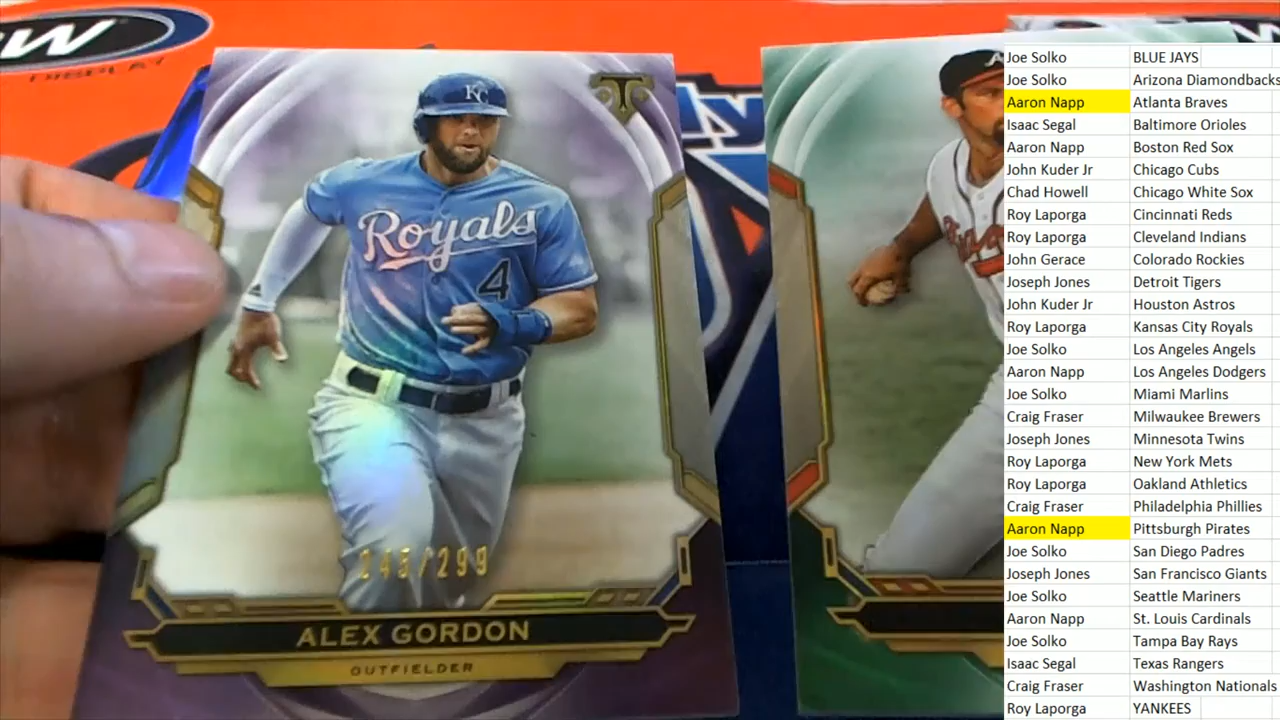 W
DISPLAY
KC
Royals
4
245/299
ALEX GORDON
OUTFIELDER
A
Joe Solko BLUE JAYS
Joe Solko Arizona Diamondbacks
Aaron Napp Atlanta Braves
Isaac Segal Baltimore Orioles
Aaron Napp Boston Red Sox
John Kuder Jr Chicago Cubs
Chad Howell Chicago White Sox
Roy Laporga Cincinnati Reds
Roy Laporga Cleveland Indians
John Gerace Colorado Rockies
Joseph Jones Detroit Tigers
John Kuder Jr Houston Astros
Roy Laporga Kansas City Royals
Joe Solko Los Angeles Angels
Aaron Napp Los Angeles Dodgers
Joe Solko Miami Marlins
Craig Fraser Milwaukee Brewers
Joseph Jones Minnesota Twins
Roy Laporga New York Mets
Roy Laporga Oakland Athletics
Craig Fraser Philadelphia Phillies
Aaron Napp Pittsburgh Pirates
Joe Solko San Diego Padres
Joseph Jones San Francisco Giants
Joe Solko Seattle Mariners
Aaron Napp St. Louis Cardinals
Joe Solko Tampa Bay Rays
Isaac Segal Texas Rangers
Craig Fraser Washington Nationals
Roy Laporga YANKEES